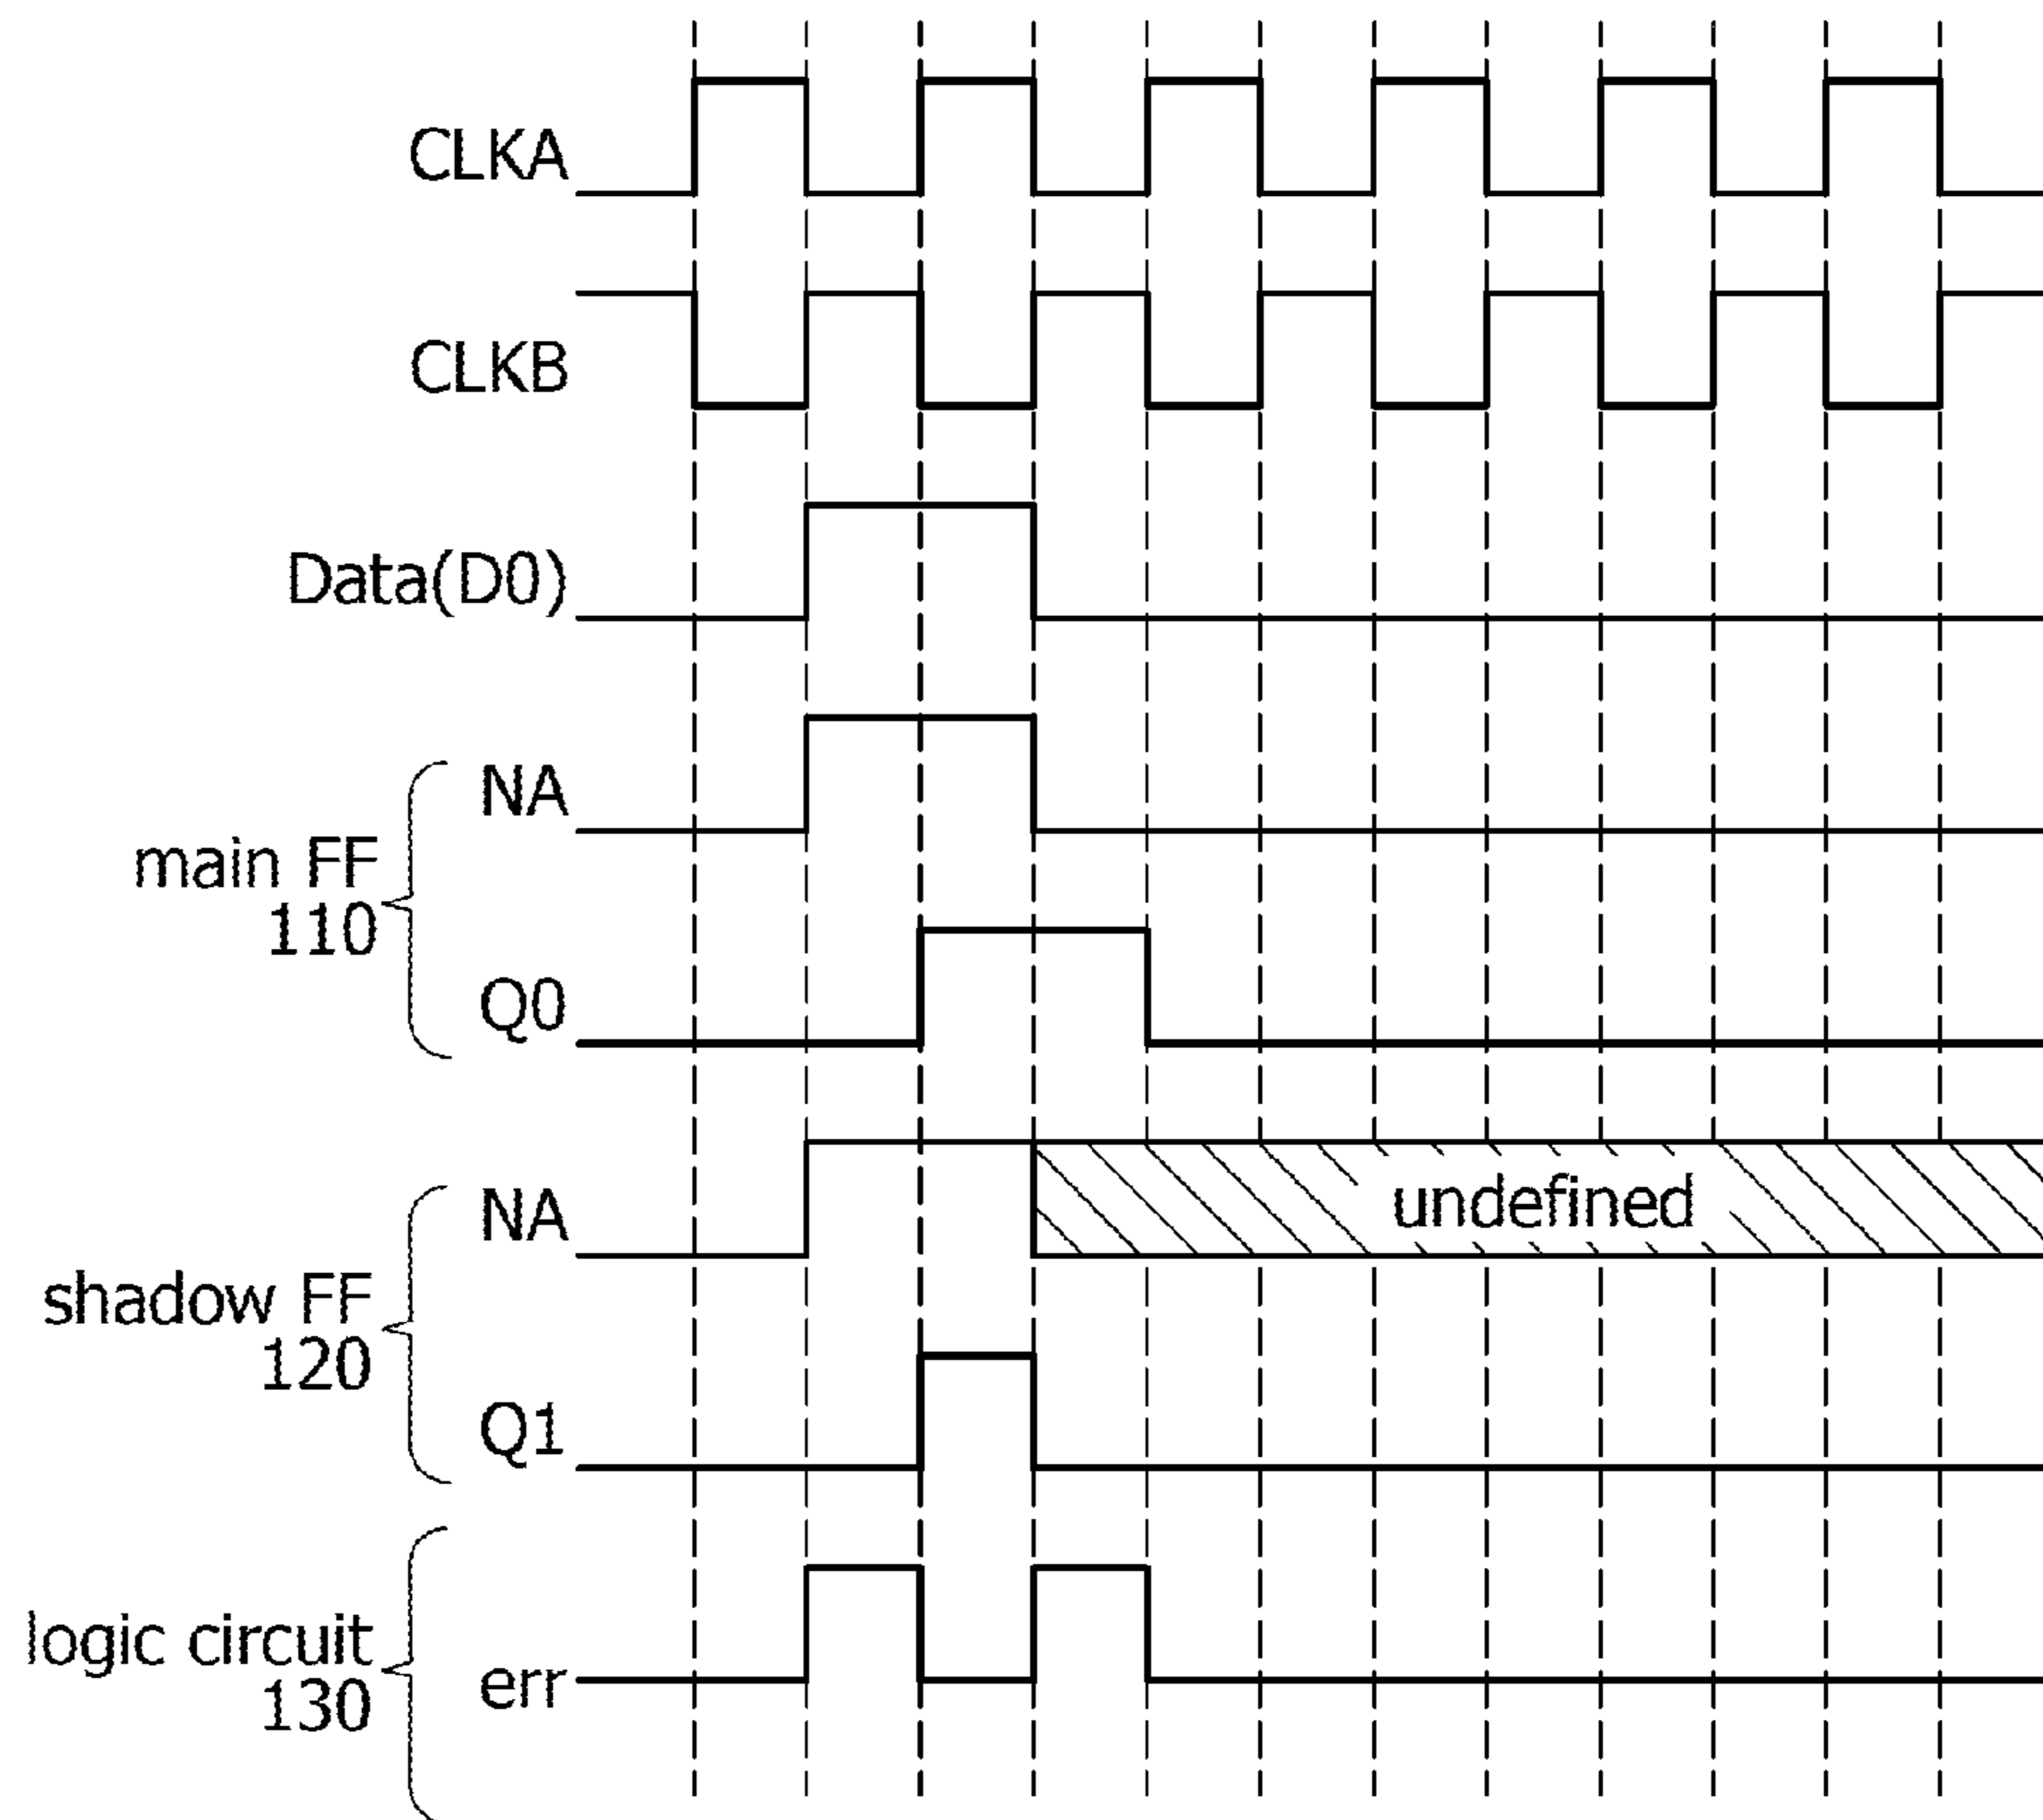 CLKA
CLKB
Data(D0)
NA
main FF
110
Q0
NA
undefined
shadow FF
120
Q1
logic circuit
130
err